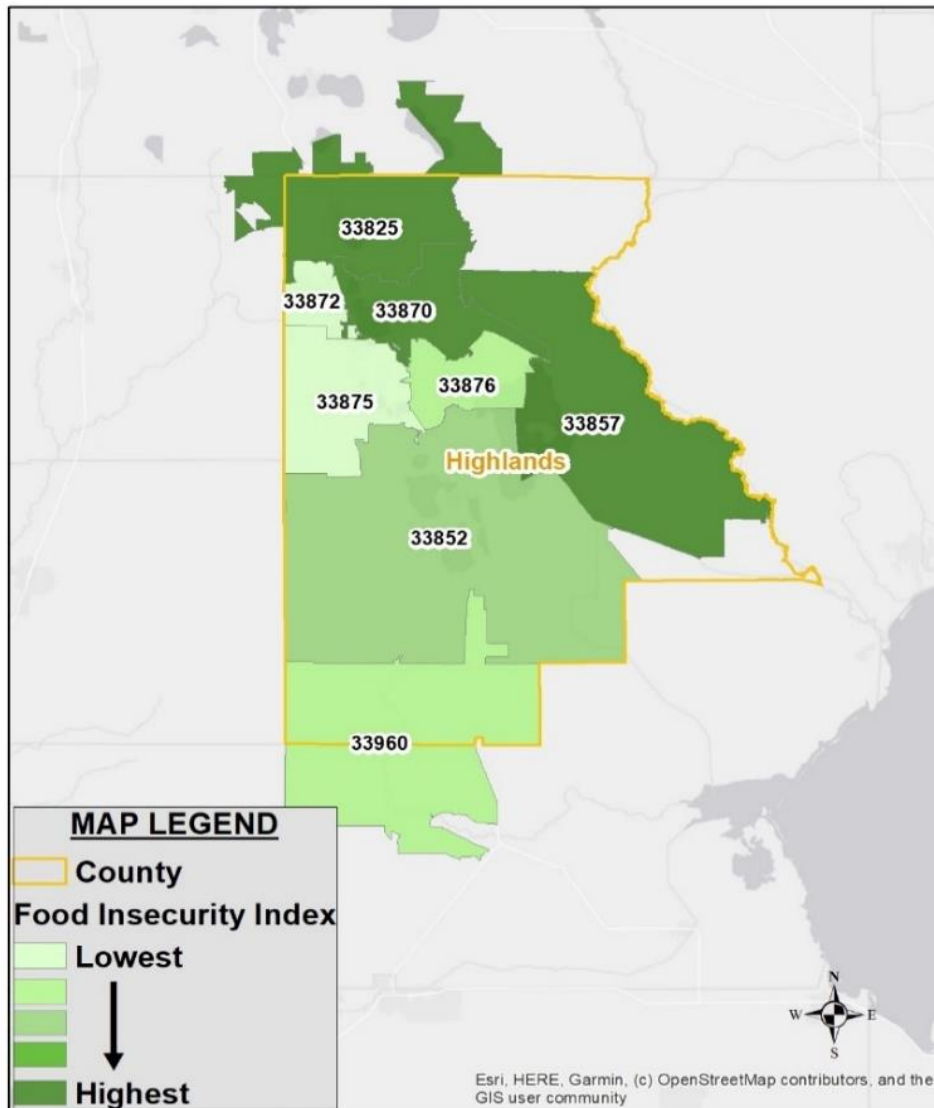 33825
33872
33870
33876
33875
33857
Highlands
33852
33960
MAP LEGEND
County
Food Insecurity Index
Lowest
Highest
N
W E
S
Esri, HERE, Garmin, (c) OpenStreetMap contributors, and the
GIS user community